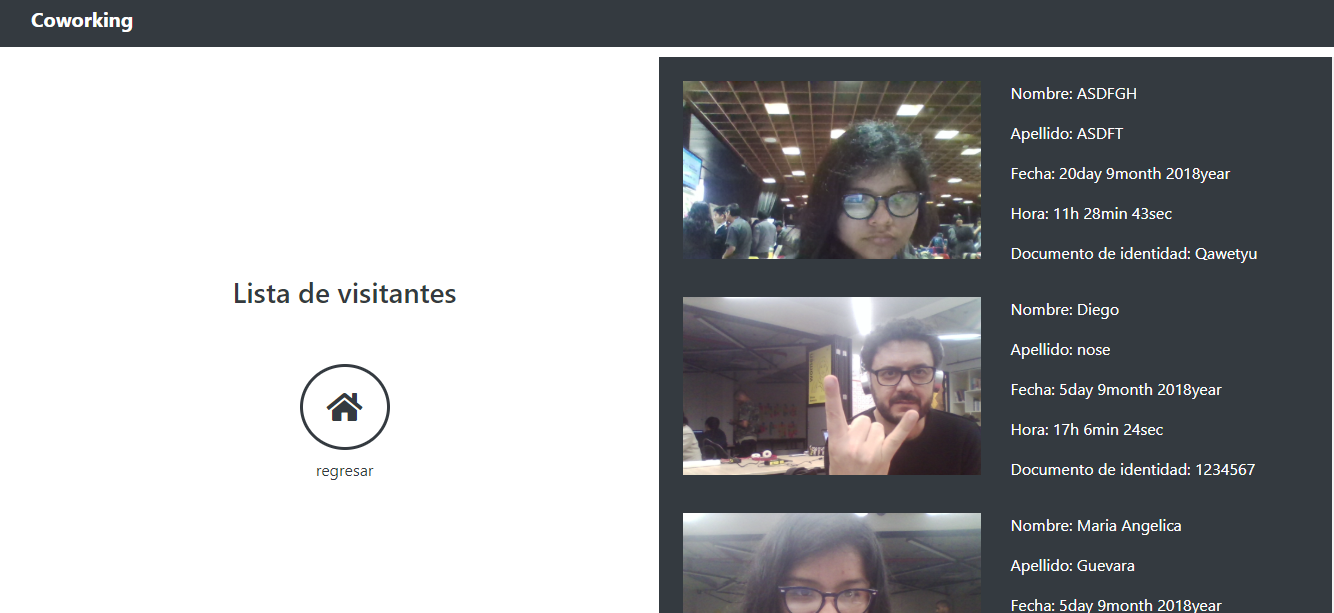 Coworking
Lista de visitantes
regresar
Nombre: ASDFGH
Apellido: ASDFT
Fecha: 20day 9month 2018year
Hora: 11h 28min 43sec
Documento de identidad: Qawetyu
Nombre: Diego
Apellido: nose
Fecha: 5day 9month 2018year
Hora: 17h 6min 24sec
Documento de identidad: 1234567
Nombre: Maria Angelica
Apellido: Guevara
Fecha: 5day 9month 2018year